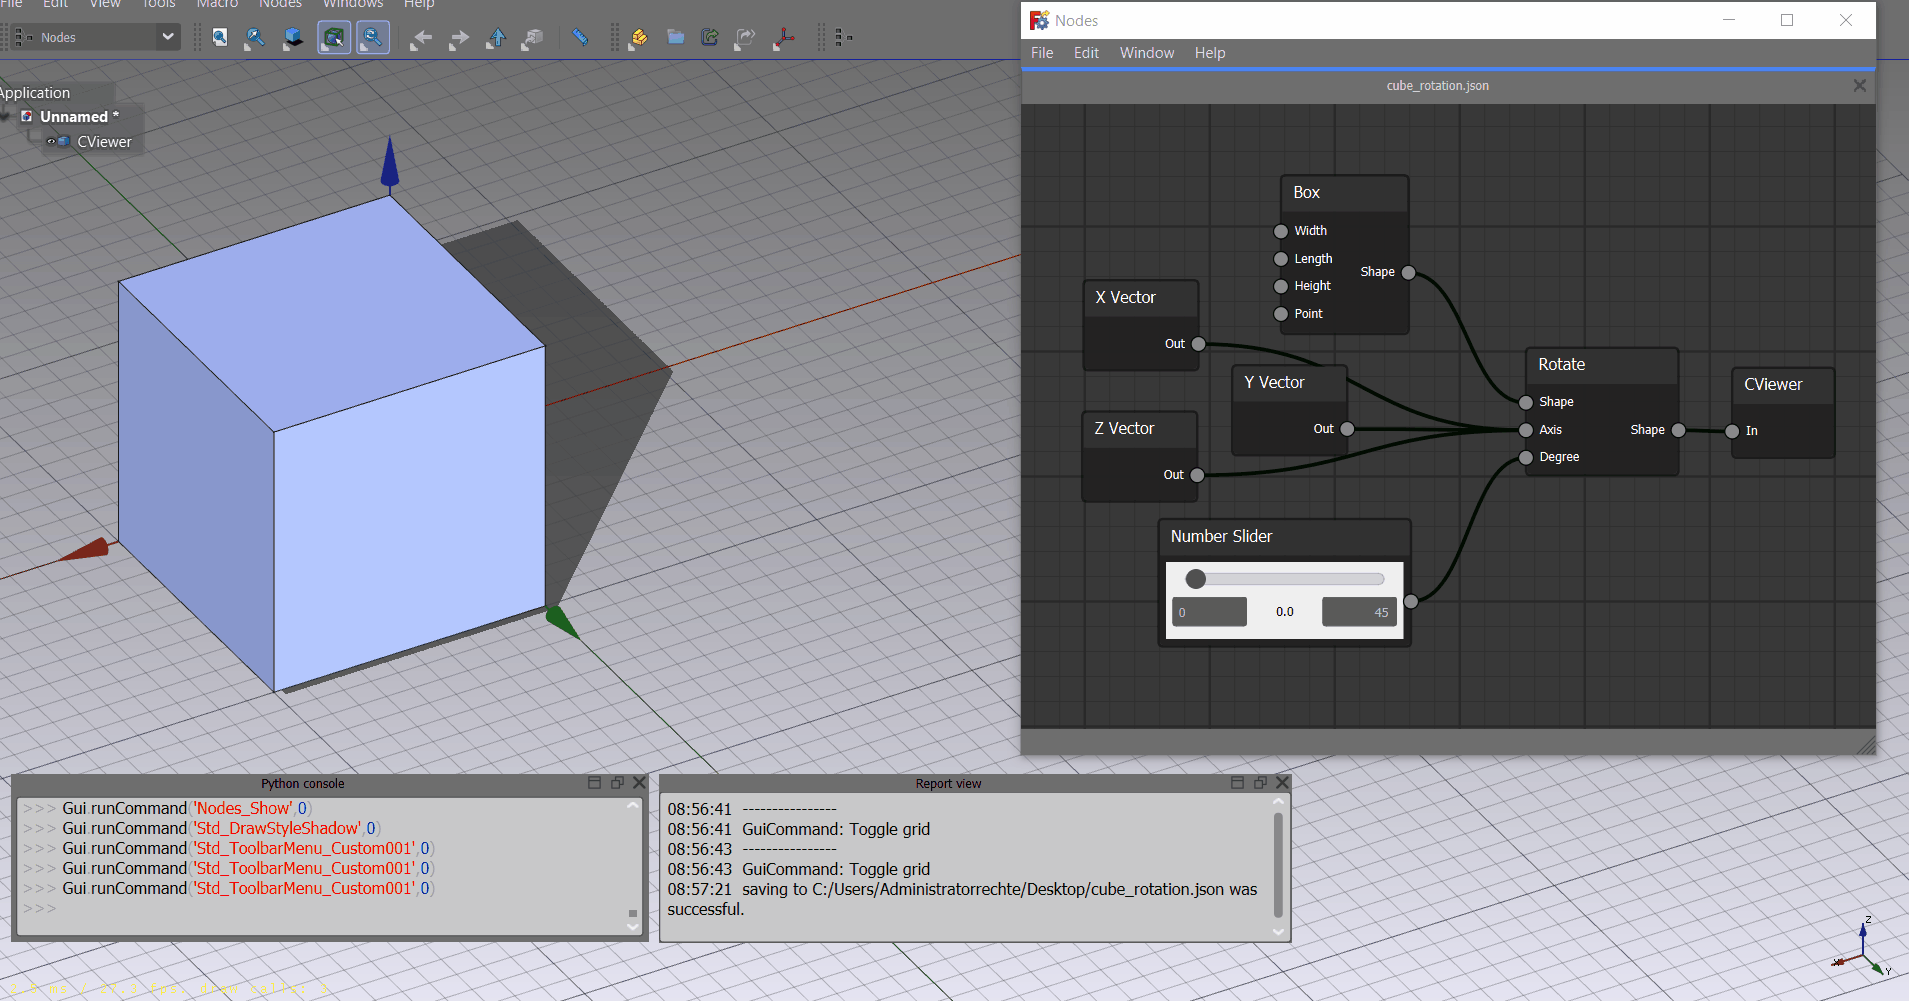 File Edit View Tools Macro Nodes Windows Help
Nodes
Application
Unnamed *
CViewer
Nodes
File Edit Window Help
cube_rotation.json
Box
Width
Length
Height
Point
Shape
X Vector
Out
Y Vector
Out
Z Vector
Out
Rotate
Shape
Axis
Degree
Shape
CViewer
In
Number Slider
0 0.0 45
Python console
>>> Gui.runCommand('Nodes_Show',0)
>>> Gui.runCommand('Std_DrawStyleShadow',0)
>>> Gui.runCommand('Std_ToolbarMenu_Custom001',0)
>>> Gui.runCommand('Std_ToolbarMenu_Custom001',0)
>>> Gui.runCommand('Std_ToolbarMenu_Custom001',0)
>>>
Report view
08:56:41 ----------------
08:56:41 GuiCommand: Toggle grid
08:56:43 ----------------
08:56:43 GuiCommand: Toggle grid
08:57:21 saving to C:/Users/Administratorrechte/Desktop/cube_rotation.json was
successful.
Z
X
Y